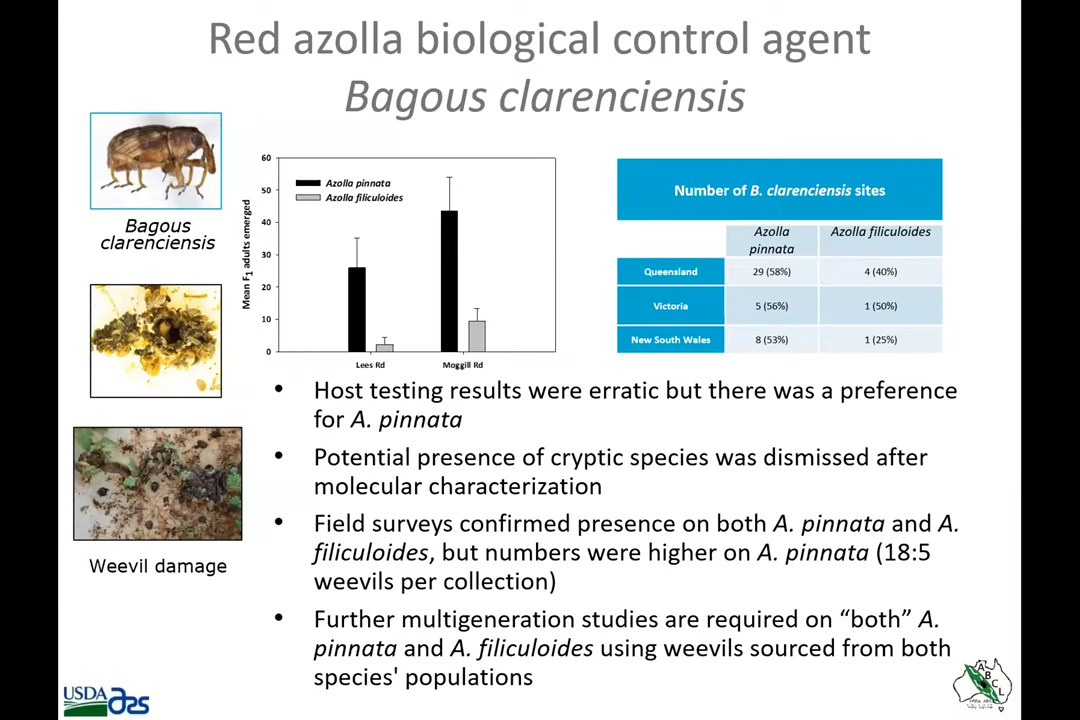 Red azolla biological control agent
Bagous clarenciensis
Bagous
clarenciensis
Weevil damage
60
50
40
30
20
10
0
Mean F1 adults emerged
Azolla pinnata
Azolla filiculoides
Lees Rd
Moggill Rd
Number of B. clarenciensis sites
Azolla
pinnata
Azolla filiculoides
Queensland 29 (58%) 4 (40%)
Victoria 5 (56%) 1 (50%)
New South Wales 8 (53%) 1 (25%)
• Host testing results were erratic but there was a preference
for A. pinnata
• Potential presence of cryptic species was dismissed after
molecular characterization
• Field surveys confirmed presence on both A. pinnata and A.
filiculoides, but numbers were higher on A. pinnata (18:5
weevils per collection)
• Further multigeneration studies are required on “both” A.
pinnata and A. filiculoides using weevils sourced from both
species' populations
USDA ars
ABCL